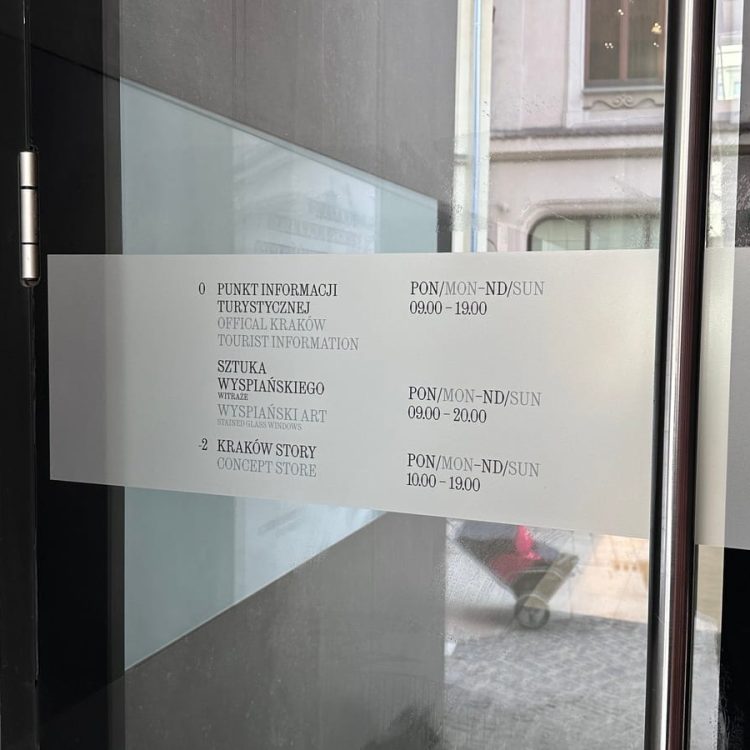 0 PUNKT INFORMACJI
TURYSTYCZNEJ
OFFICAL KRAKÓW
TOURIST INFORMATION
PON/MON–ND/SUN
09.00 – 19.00
SZTUKA
WYSPIAŃSKIEGO
WITRAŻE
WYSPIAŃSKI ART
STAINED GLASS WINDOWS
PON/MON–ND/SUN
09.00 – 20.00
-2 KRAKÓW STORY
CONCEPT STORE
PON/MON–ND/SUN
10.00 – 19.00